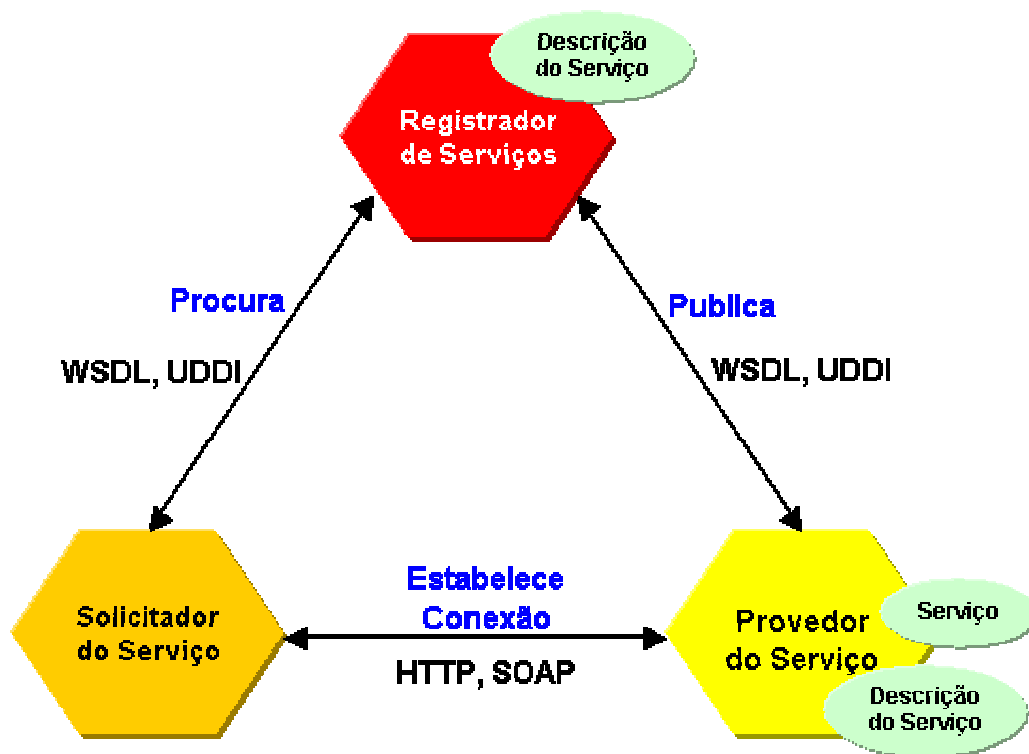 Descrição
do Serviço
Registrador
de Serviços
Procura
Publica
WSDL, UDDI
WSDL, UDDI
Estabelece
Conexão
HTTP, SOAP
Solicitador
do Serviço
Provedor
do Serviço
Serviço
Descrição
do Serviço